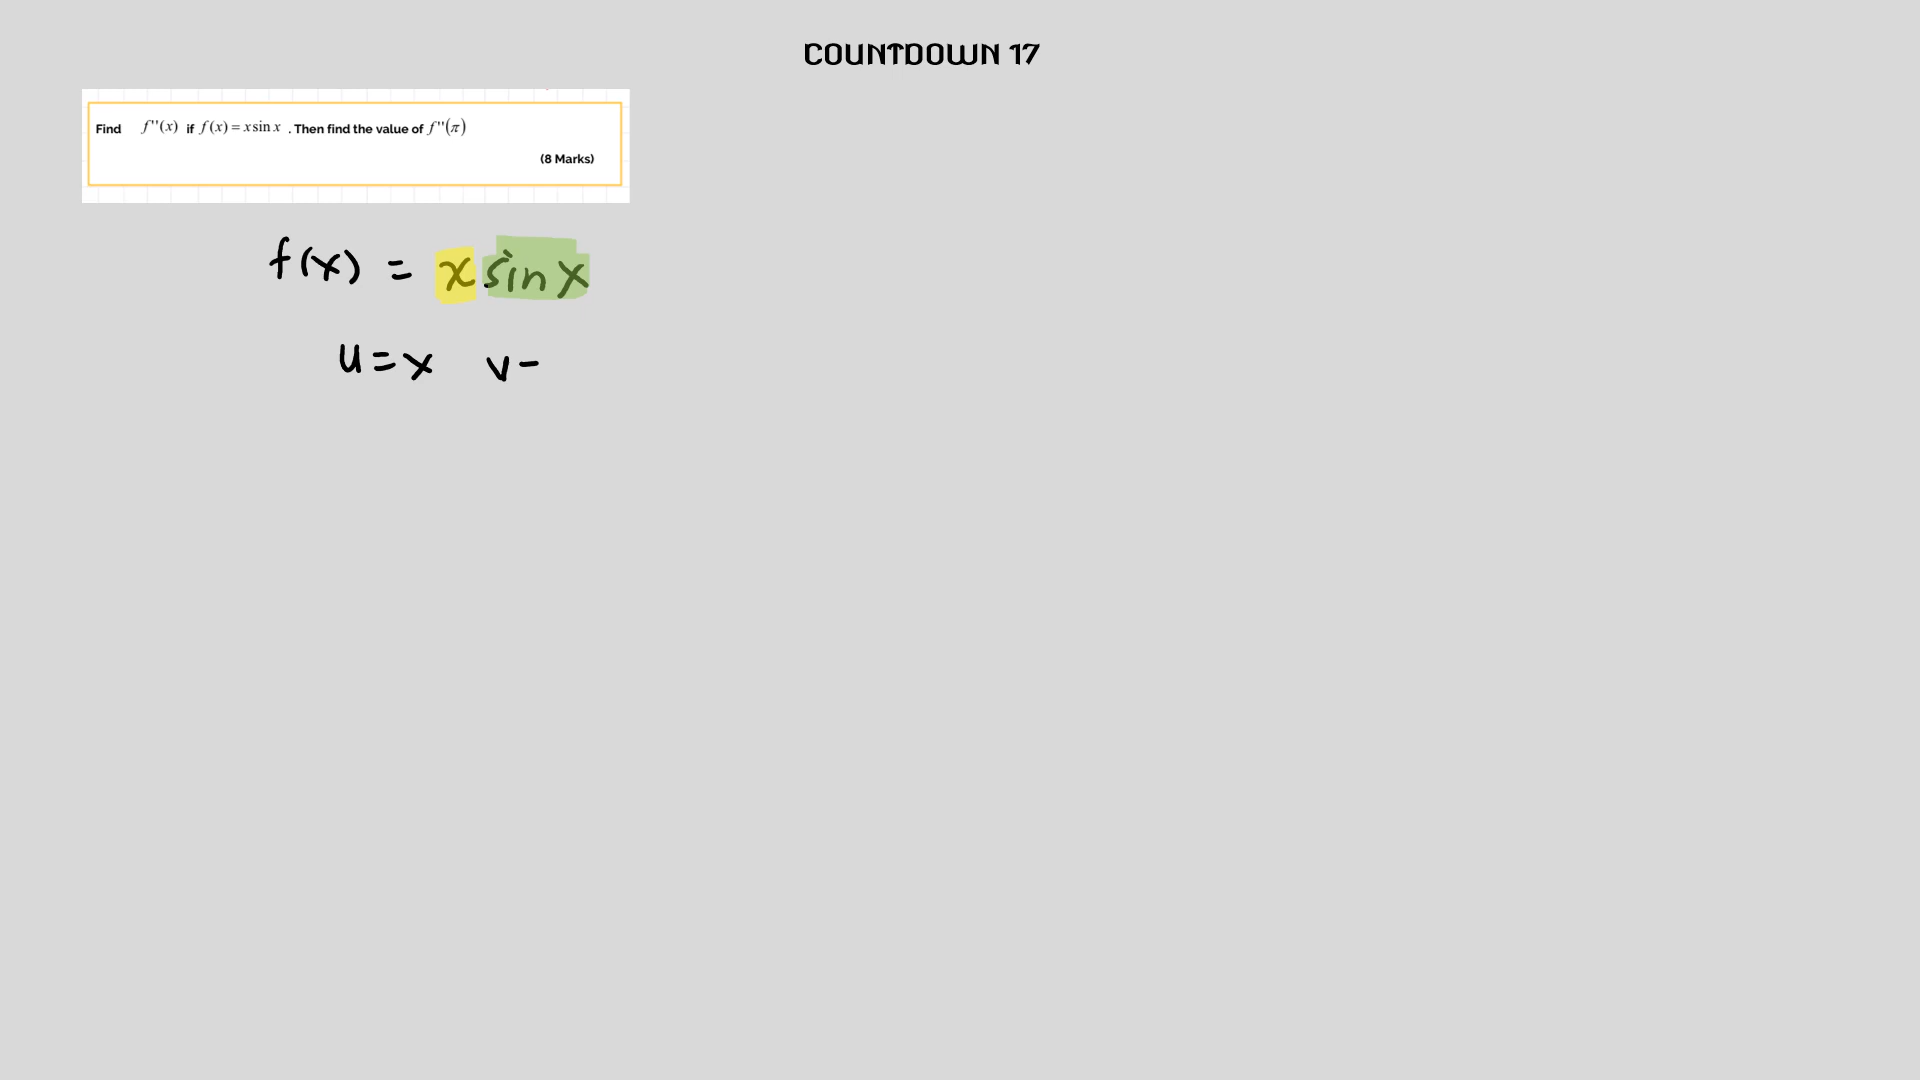 COUNTDOWN 17
Find f''(x) if f(x) = x sin x . Then find the value of f''(π)
(8 Marks)
f(x) = x sin x
u = x v -